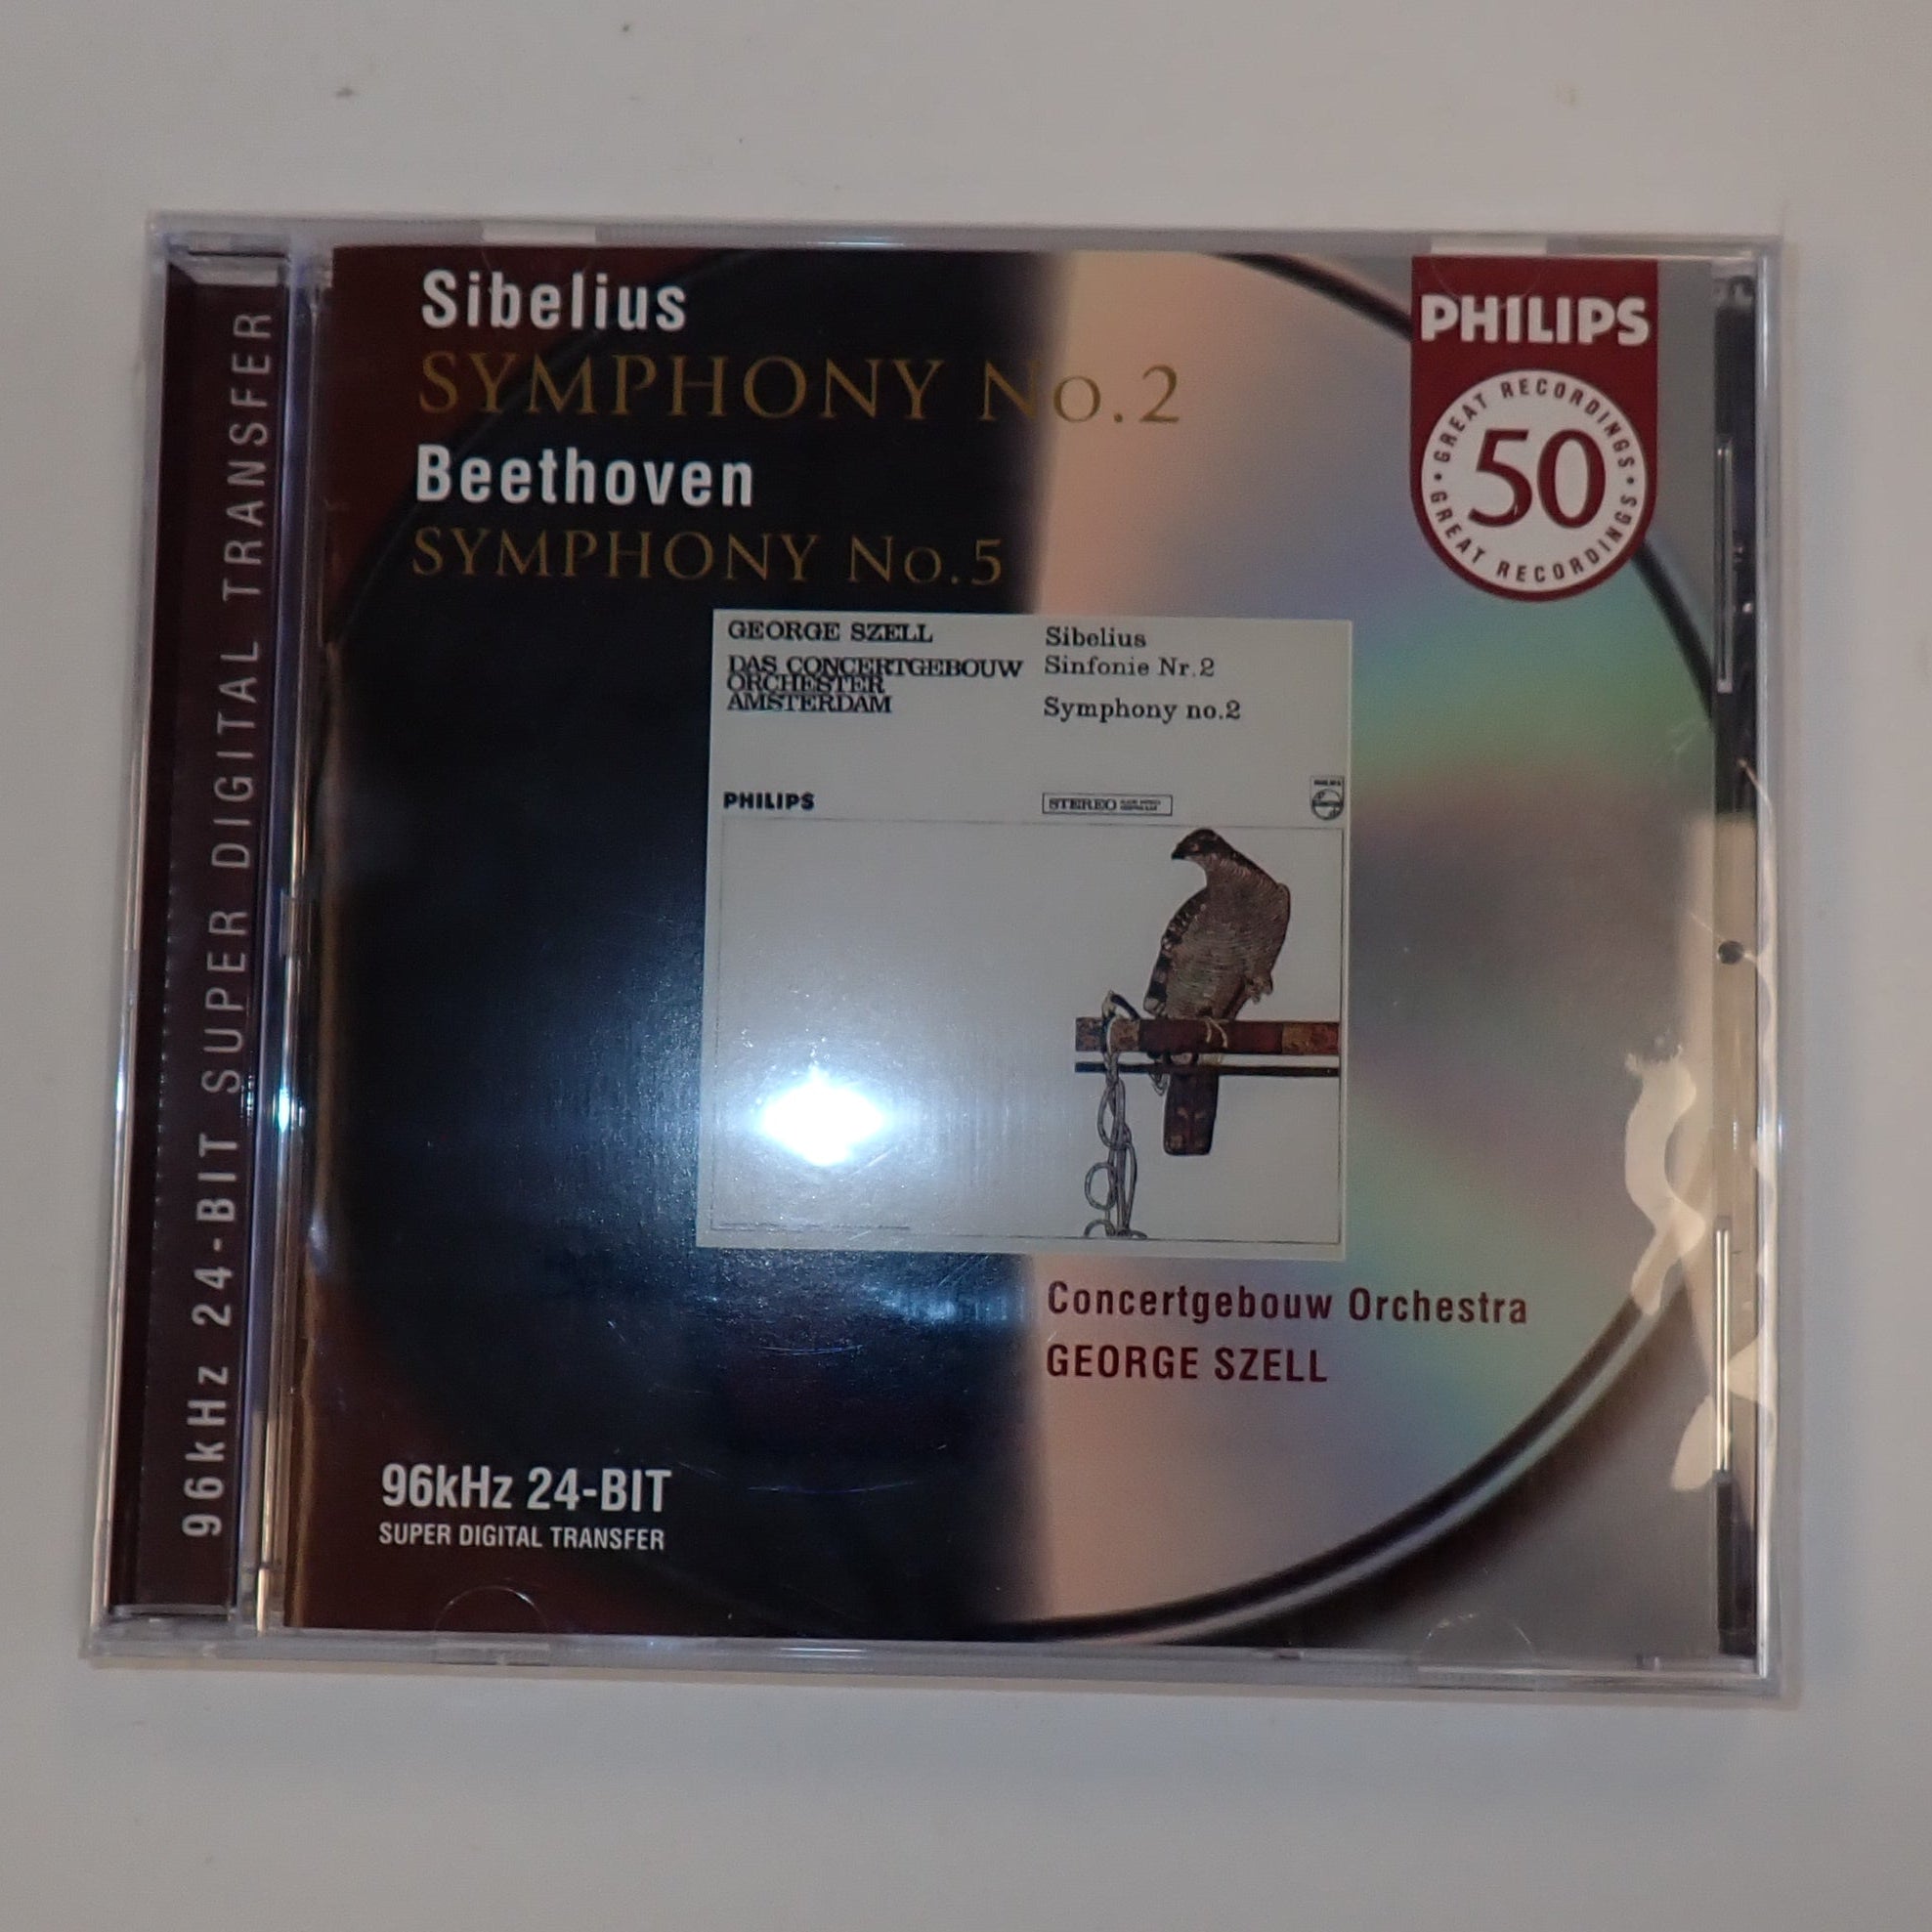 96kHz 24-BIT SUPER DIGITAL TRANSFER
Sibelius
SYMPHONY No.2
Beethoven
SYMPHONY No.5
PHILIPS
GREAT RECORDINGS
50
GREAT RECORDINGS
GEORGE SZELL
DAS CONCERTGEBOUW
ORCHESTER
AMSTERDAM
Sibelius
Sinfonie Nr.2
Symphony no.2
PHILIPS
STEREO
Concertgebouw Orchestra
GEORGE SZELL
96kHz 24-BIT
SUPER DIGITAL TRANSFER